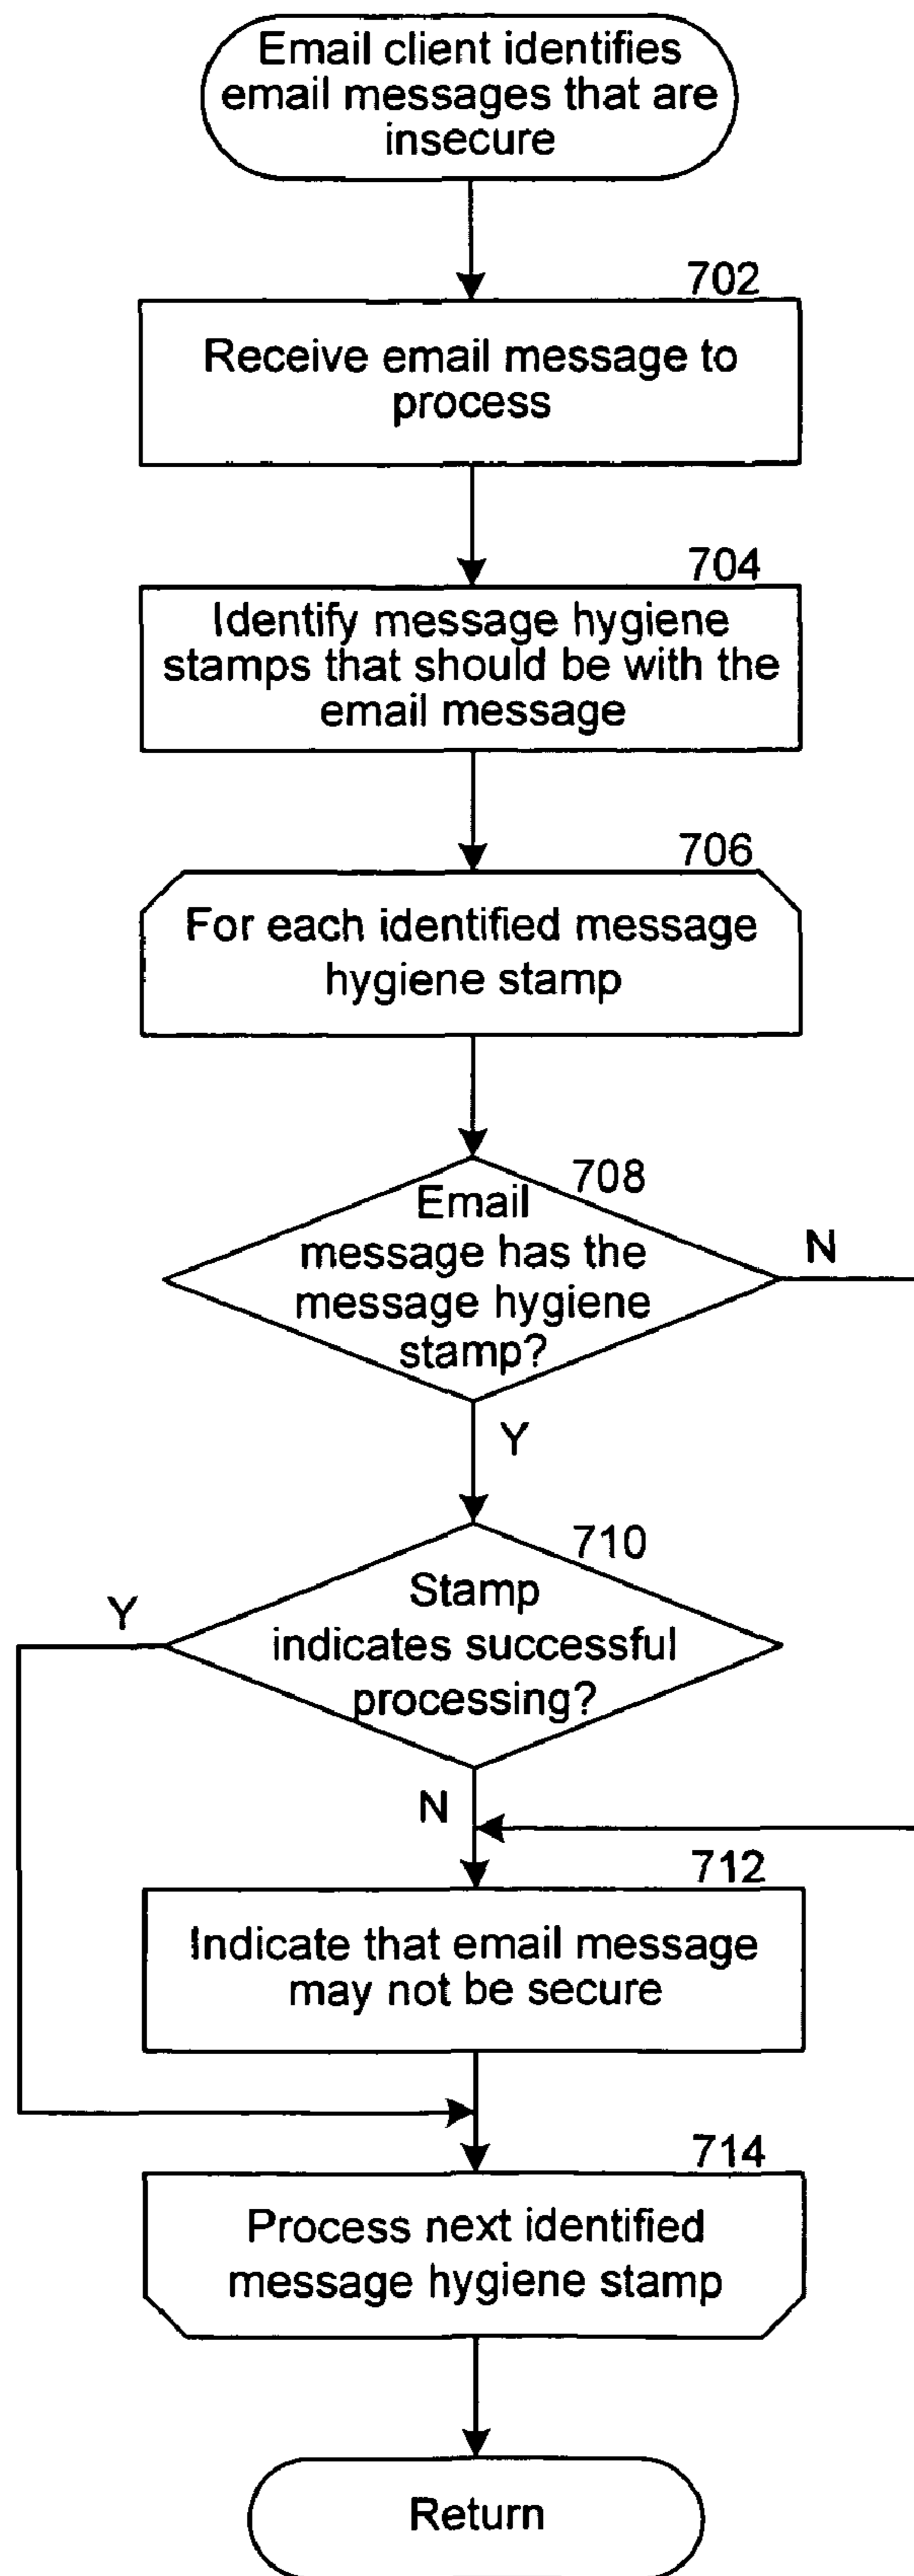 Email client identifies
email messages that are
insecure
702
Receive email message to
process
704
Identify message hygiene
stamps that should be with the
email message
706
For each identified message
hygiene stamp
708
Email
message has the
message hygiene
stamp?
N
Y
710
Stamp
indicates successful
processing?
Y
N
712
Indicate that email message
may not be secure
714
Process next identified
message hygiene stamp
Return